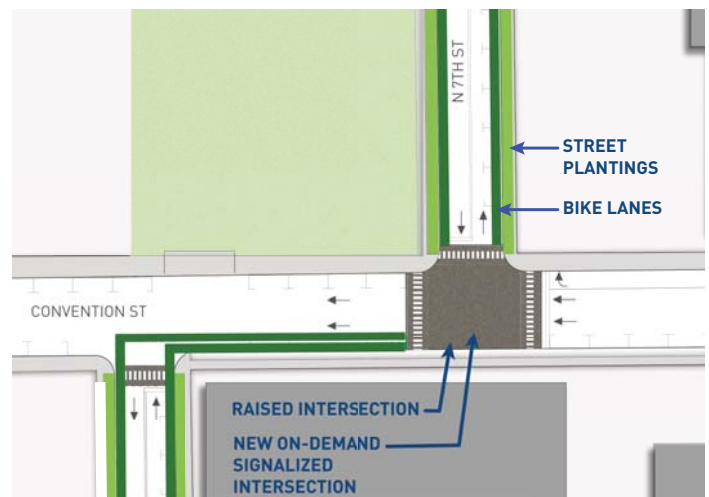 N 7TH ST
STREET
PLANTINGS
BIKE LANES
CONVENTION ST
RAISED INTERSECTION
NEW ON-DEMAND
SIGNALIZED
INTERSECTION